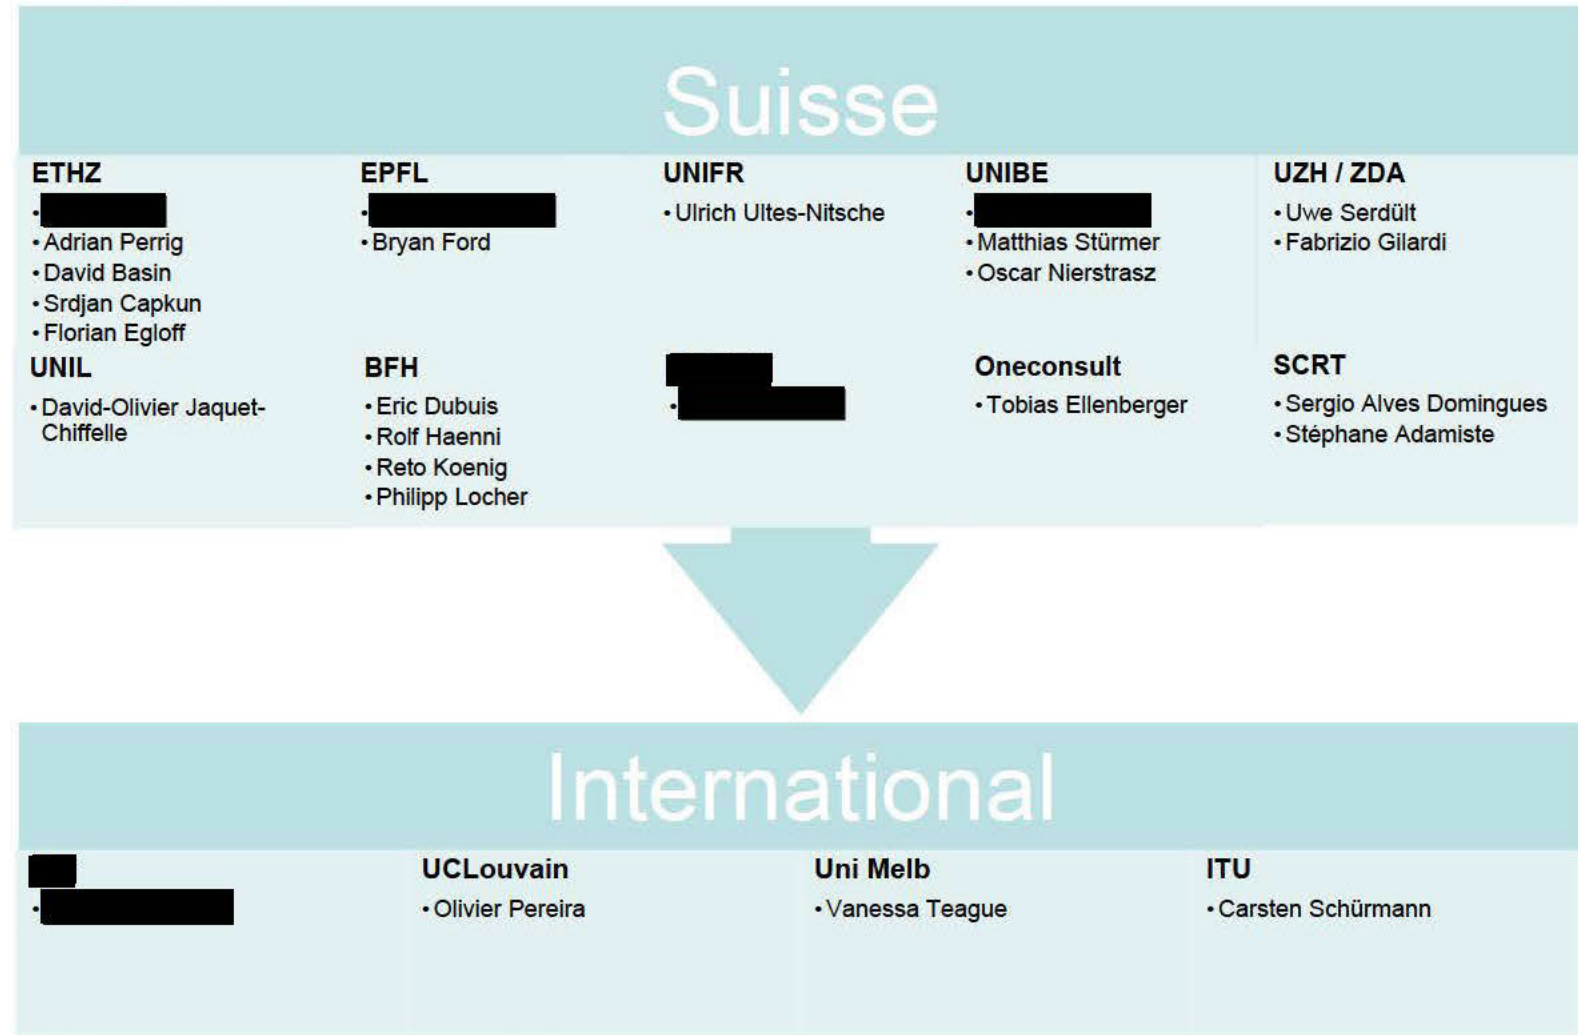 Suisse
ETHZ
•
• Adrian Perrig
• David Basin
• Srdjan Capkun
• Florian Egloff
EPFL
•
• Bryan Ford
UNIFR
• Ulrich Ultes-Nitsche
UNIBE
•
• Matthias Stürmer
• Oscar Nierstrasz
UZH / ZDA
• Uwe Serdült
• Fabrizio Gilardi
UNIL
• David-Olivier Jaquet-
Chiffelle
BFH
• Eric Dubuis
• Rolf Haenni
• Reto Koenig
• Philipp Locher
•
Oneconsult
• Tobias Ellenberger
SCRT
• Sergio Alves Domingues
• Stéphane Adamiste
International
•
UCLouvain
• Olivier Pereira
Uni Melb
• Vanessa Teague
ITU
• Carsten Schürmann